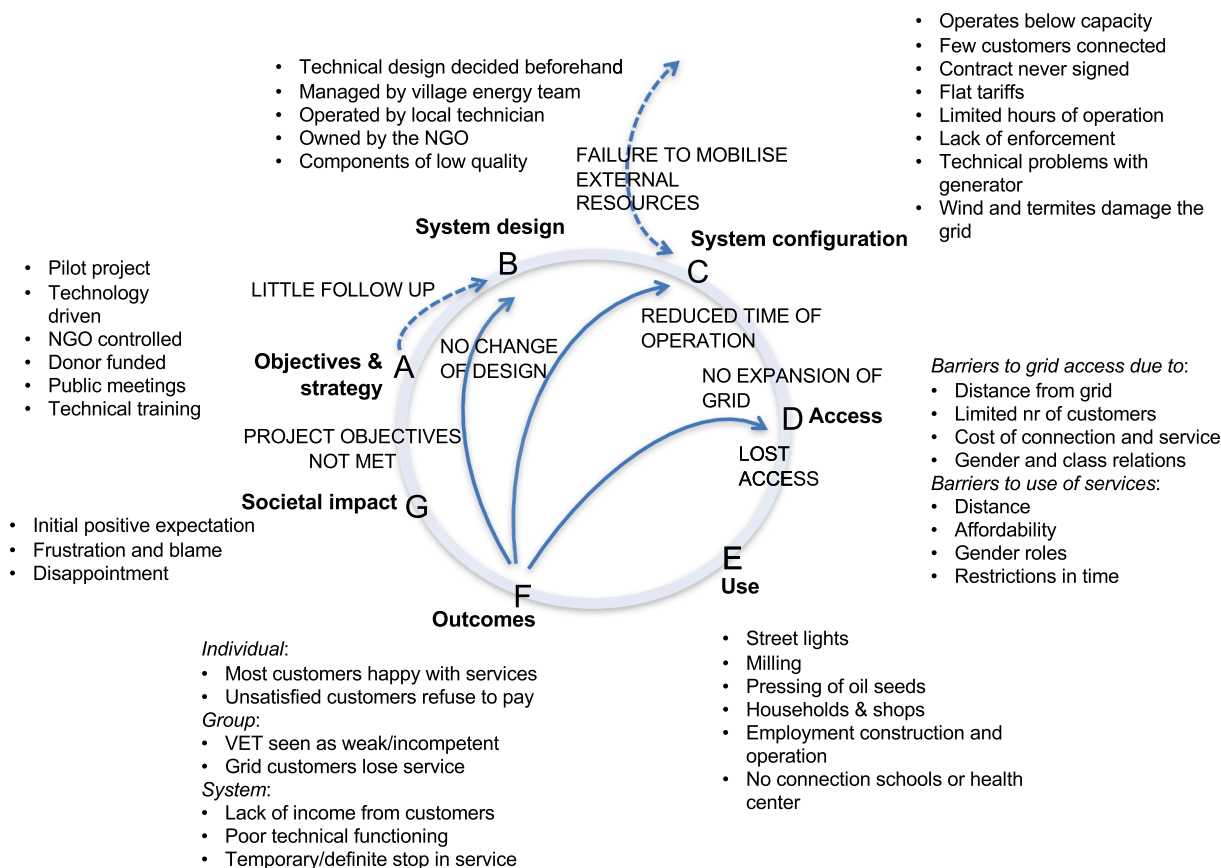 • Technical design decided beforehand
• Managed by village energy team
• Operated by local technician
• Owned by the NGO
• Components of low quality
• Operates below capacity
• Few customers connected
• Contract never signed
• Flat tariffs
• Limited hours of operation
• Lack of enforcement
• Technical problems with
generator
• Wind and termites damage the
grid
FAILURE TO MOBILISE
EXTERNAL
RESOURCES
System design
B
System configuration
C
• Pilot project
• Technology
driven
• NGO controlled
• Donor funded
• Public meetings
• Technical training
LITTLE FOLLOW UP
Objectives &
strategy
A
NO CHANGE
OF DESIGN
REDUCED TIME OF
OPERATION
NO EXPANSION OF
GRID
D Access
LOST
ACCESS
Barriers to grid access due to:
• Distance from grid
• Limited nr of customers
• Cost of connection and service
• Gender and class relations
Barriers to use of services:
• Distance
• Affordability
• Gender roles
• Restrictions in time
PROJECT OBJECTIVES
NOT MET
Societal impact G
• Initial positive expectation
• Frustration and blame
• Disappointment
E
Use
F
Outcomes
Individual:
• Most customers happy with services
• Unsatisfied customers refuse to pay
Group:
• VET seen as weak/incompetent
• Grid customers lose service
System:
• Lack of income from customers
• Poor technical functioning
• Temporary/definite stop in service
• Street lights
• Milling
• Pressing of oil seeds
• Households & shops
• Employment construction and
operation
• No connection schools or health
center